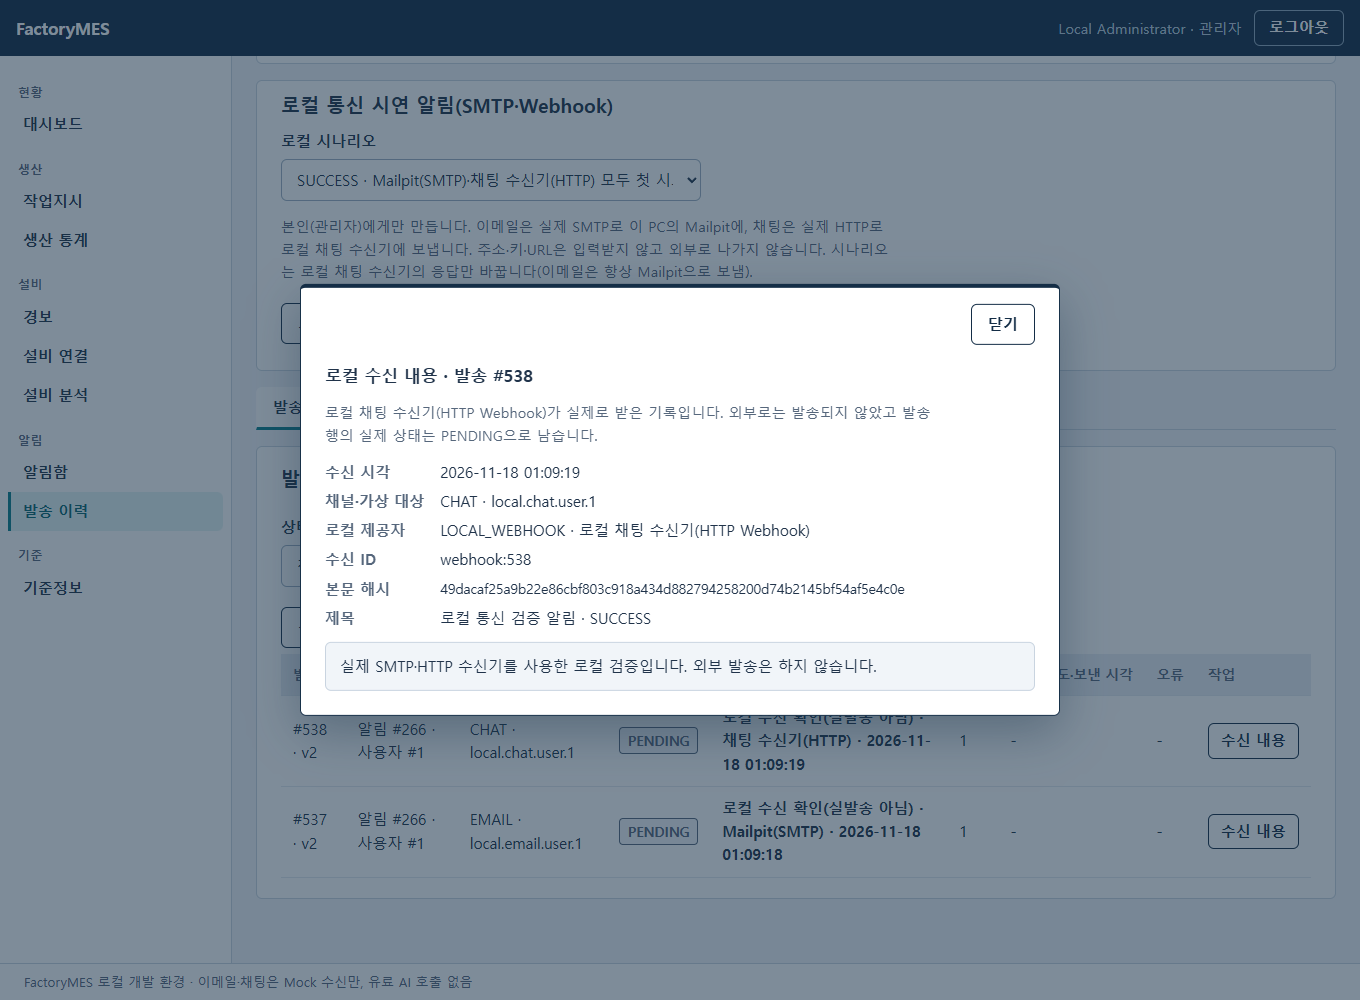 FactoryMES
Local Administrator · 관리자
로그아웃
현황
대시보드
생산
작업지시
생산 통계
설비
경보
설비 연결
설비 분석
알림
알림함
발송 이력
기준
기준정보
로컬 통신 시연 알림(SMTP·Webhook)
로컬 시나리오
SUCCESS · Mailpit(SMTP)·채팅 수신기(HTTP) 모두 첫 시.
본인(관리자)에게만 만듭니다. 이메일은 실제 SMTP로 이 PC의 Mailpit에, 채팅은 실제 HTTP로
로컬 채팅 수신기에 보냅니다. 주소·키·URL은 입력받지 않고 외부로 나가지 않습니다. 시나리오
는 로컬 채팅 수신기의 응답만 바꿉니다(이메일은 항상 Mailpit으로 보냄).
닫기
로컬 수신 내용 · 발송 #538
로컬 채팅 수신기(HTTP Webhook)가 실제로 받은 기록입니다. 외부로는 발송되지 않았고 발송
행의 실제 상태는 PENDING으로 남습니다.
수신 시각 2026-11-18 01:09:19
채널·가상 대상 CHAT · local.chat.user.1
로컬 제공자 LOCAL_WEBHOOK · 로컬 채팅 수신기(HTTP Webhook)
수신 ID webhook:538
본문 해시 49dacaf25a9b22e86cbf803c918a434d882794258200d74b2145bf54af5e4c0e
제목 로컬 통신 검증 알림 · SUCCESS
실제 SMTP·HTTP 수신기를 사용한 로컬 검증입니다. 외부 발송은 하지 않습니다.
발송
발
도·보낸 시각 오류 작업
#538 · v2
알림 #266 · 사용자 #1
CHAT · local.chat.user.1
PENDING
로컬 수신 확인(실발송 아님) ·
채팅 수신기(HTTP) · 2026-11-
18 01:09:19
1 - - 수신 내용
#537 · v2
알림 #266 · 사용자 #1
EMAIL · local.email.user.1
PENDING
로컬 수신 확인(실발송 아님) ·
Mailpit(SMTP) · 2026-11-18
01:09:18
1 - - 수신 내용
FactoryMES 로컬 개발 환경 · 이메일·채팅은 Mock 수신만, 유료 AI 호출 없음